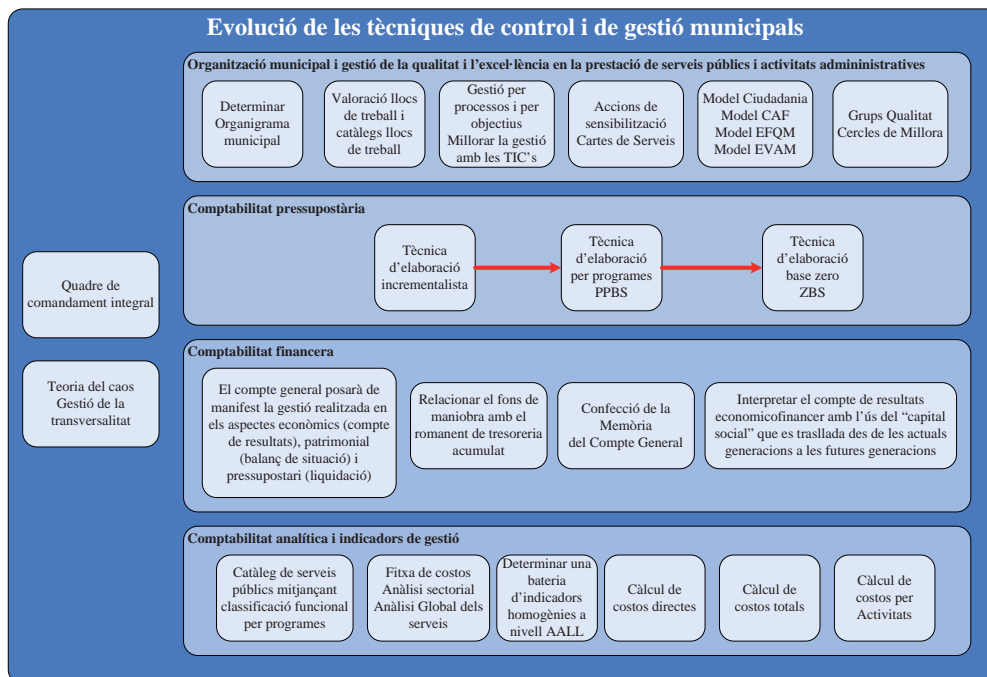 Evolució de les tècniques de control i de gestió municipals
Organització municipal i gestió de la qualitat i l’excel·lència en la prestació de serveis públics i activitats admininistratives
Determinar
Organigrama
municipal
Valoració llocs
de treball i
catàlegs llocs
de treball
Gestió per
processos i per
objectius
Millorar la gestió
amb les TIC’s
Accions de
sensibilització
Cartes de Serveis
Model Ciudadania
Model CAF
Model EFQM
Model EVAM
Grups Qualitat
Cercles de Millora
Quadre de
comandament integral
Teoria del caos
Gestió de la
transversalitat
Comptabilitat pressupostària
Tècnica
d’elaboració
incrementalista
Tècnica
d’elaboració
per programes
PPBS
Tècnica
d’elaboració
base zero
ZBS
Comptabilitat financera
El compte general posarà de
manifest la gestió realitzada en
els aspectes econòmics (compte
de resultats), patrimonial
(balanç de situació) i
pressupostari (liquidació)
Relacionar el fons de
maniobra amb el
romanent de tresoreria
acumulat
Confecció de la
Memòria
del Compte General
Interpretar el compte de resultats
economicofinancer amb l’ús del “capital
social” que es trasllada des de les actuals
generacions a les futures generacions
Comptabilitat analítica i indicadors de gestió
Catàleg de serveis
públics mitjançant
classificació funcional
per programes
Fitxa de costos
Anàlisi sectorial
Anàlisi Global dels
serveis
Determinar una
bateria
d’indicadors
homogènies a
nivell AALL
Càlcul de
costos directes
Càlcul de
costos totals
Càlcul de
costos per
Activitats